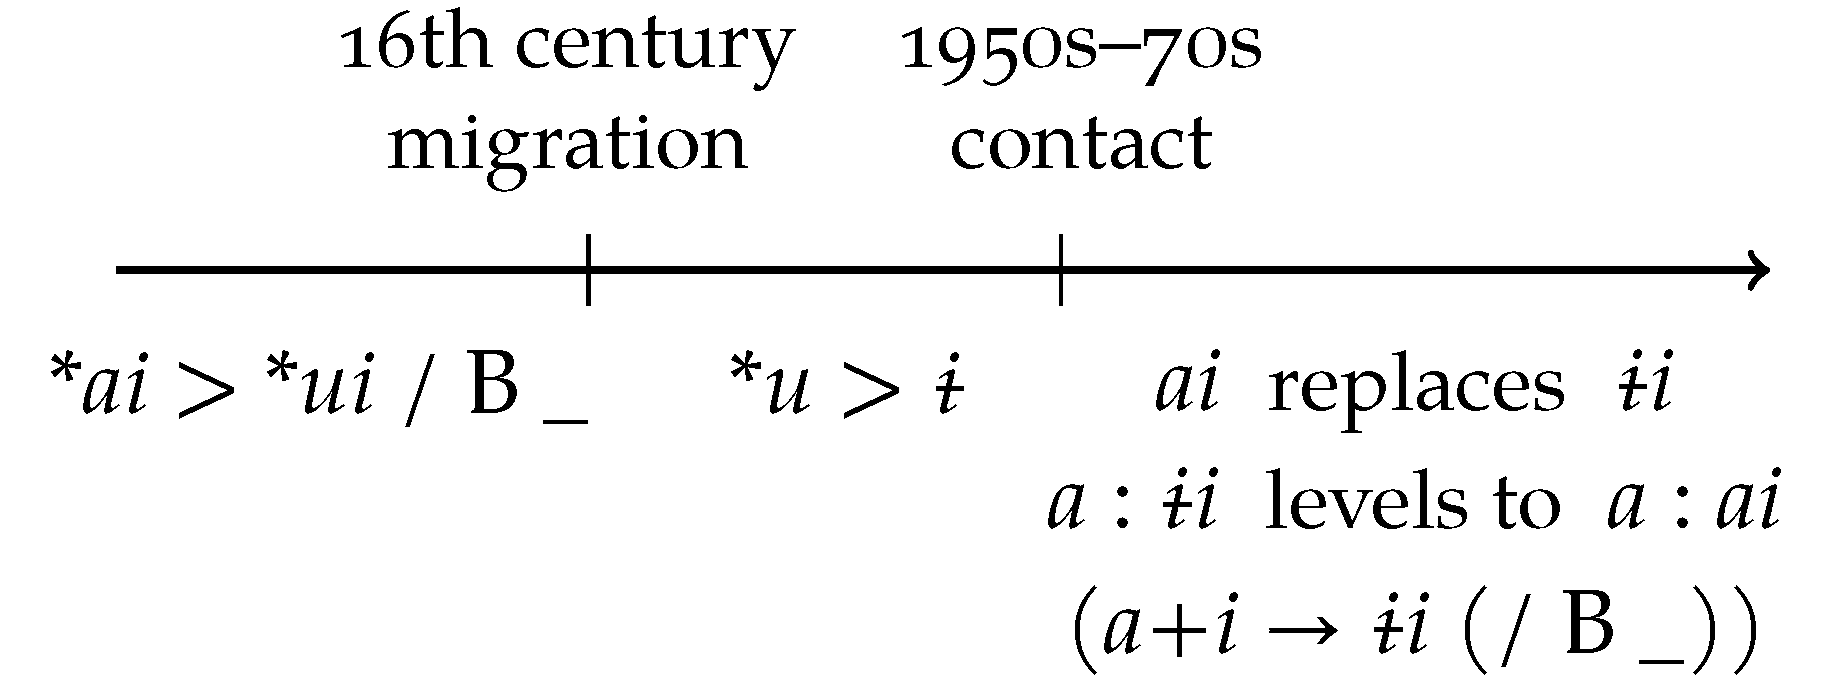 16th century
migration
1950s–70s
contact
*ai > *ui / B _
*u > ɨ
ai replaces ɨi
a : ɨi levels to a : ai
(a+i → ɨi (/ B _))